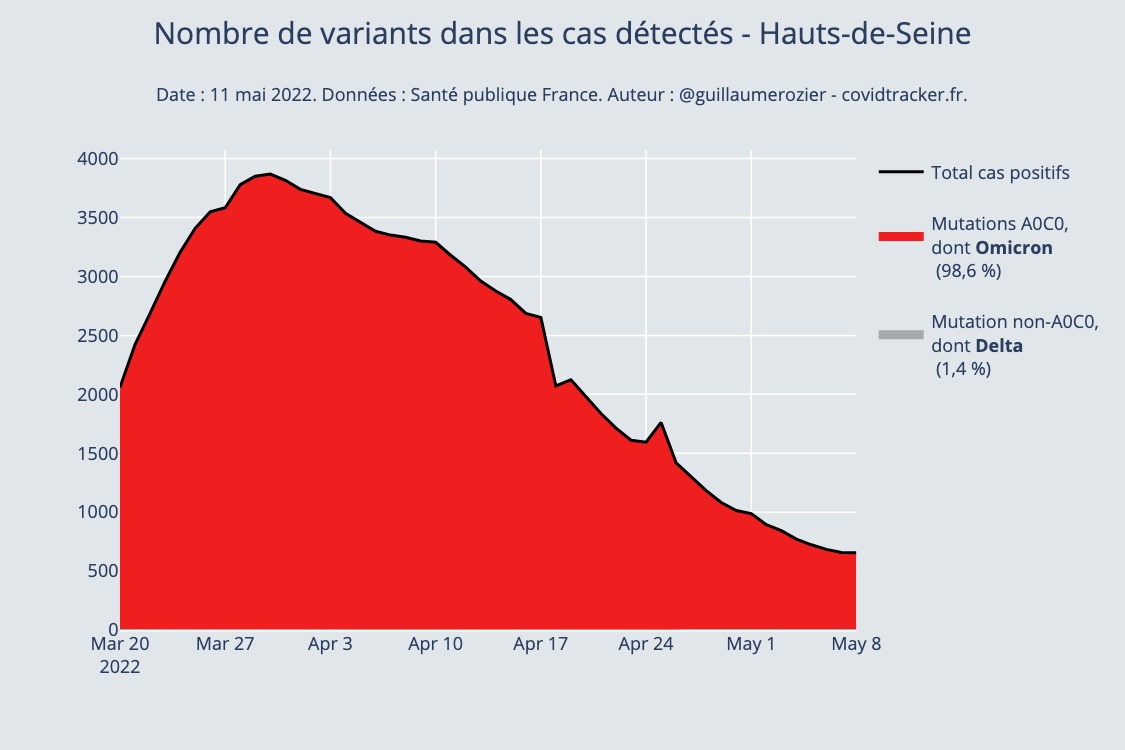 Nombre de variants dans les cas détectés - Hauts-de-Seine
Date : 11 mai 2022. Données : Santé publique France. Auteur : @guillaumerozier - covidtracker.fr.
4000
3500
3000
2500
2000
1500
1000
500
0
Mar 20
2022
Mar 27
Apr 3
Apr 10
Apr 17
Apr 24
May 1
May 8
Total cas positifs
Mutations A0C0,
dont Omicron
(98,6 %)
Mutation non-A0C0,
dont Delta
(1,4 %)